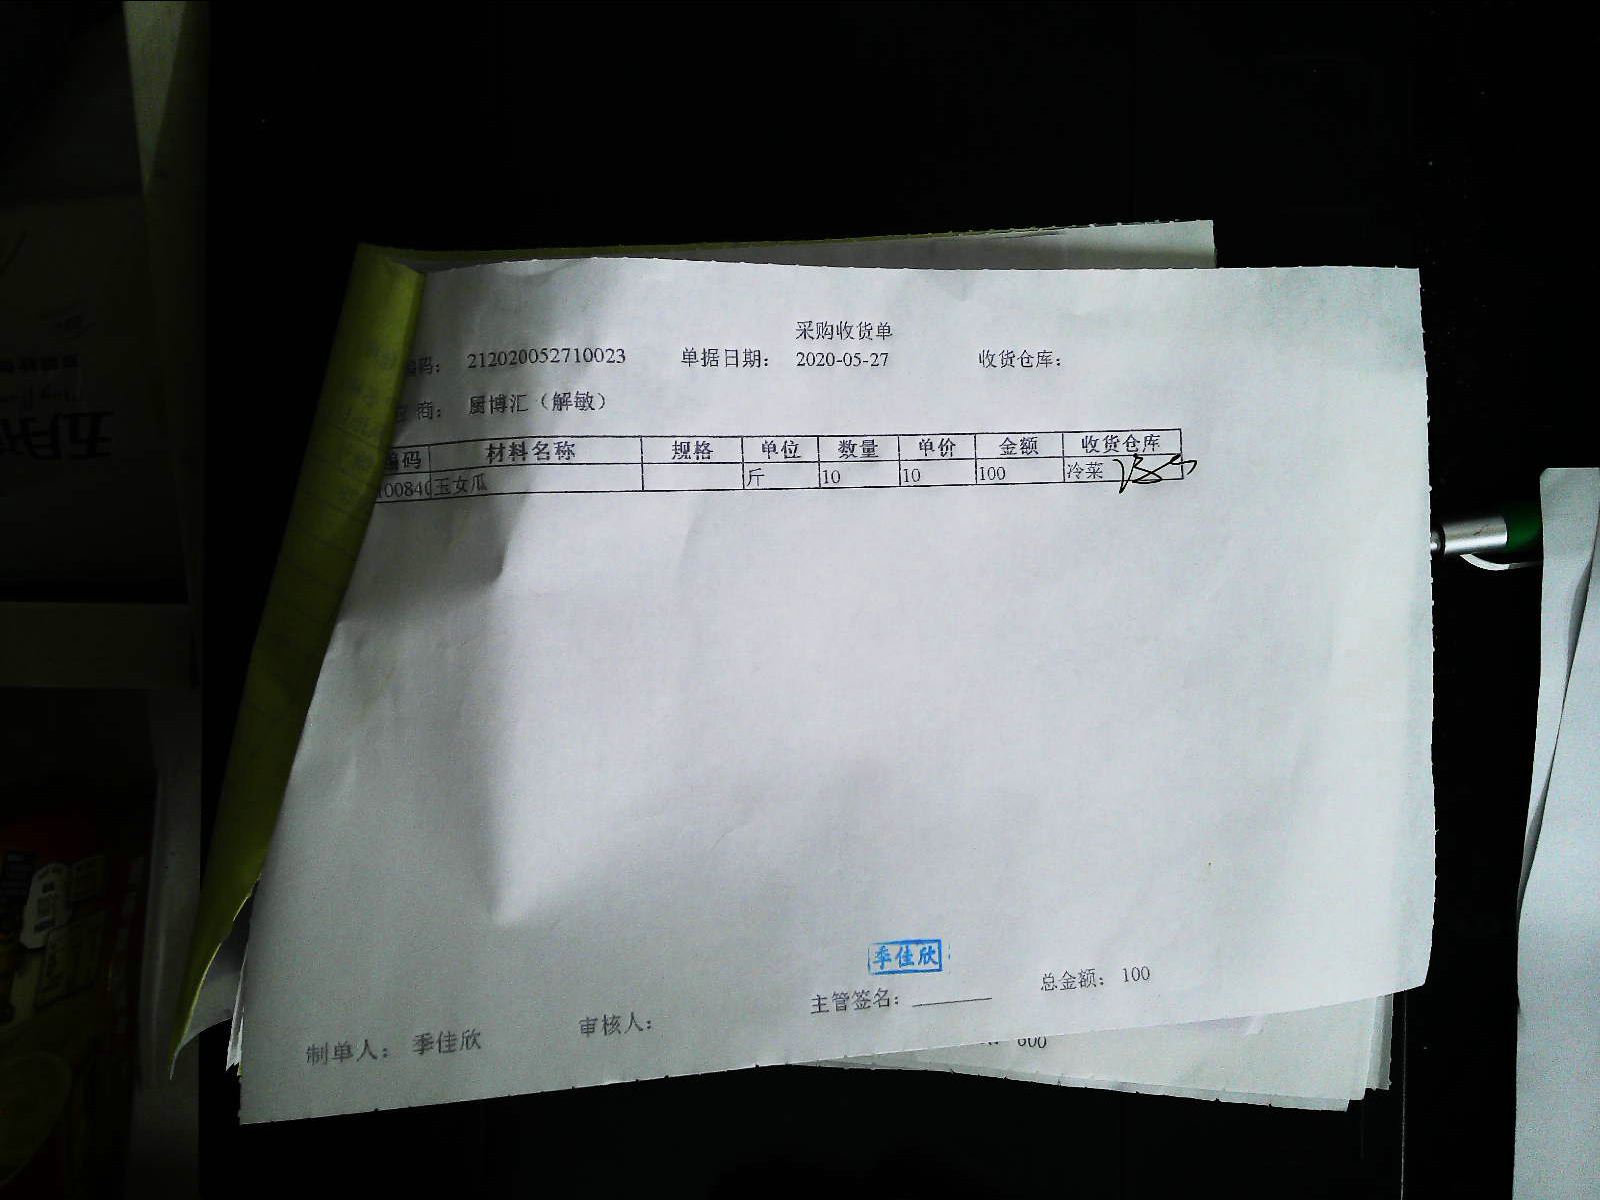 采购收货单
编码： 212020052710023 单据日期： 2020-05-27 收货仓库：
应商： 厨博汇（解敏）
编码 材料名称 规格 单位 数量 单价 金额 收货仓库
100840 玉女瓜 斤 10 10 100 冷菜
季佳欣
主管签名： 总金额： 100
制单人： 季佳欣 审核人：
600